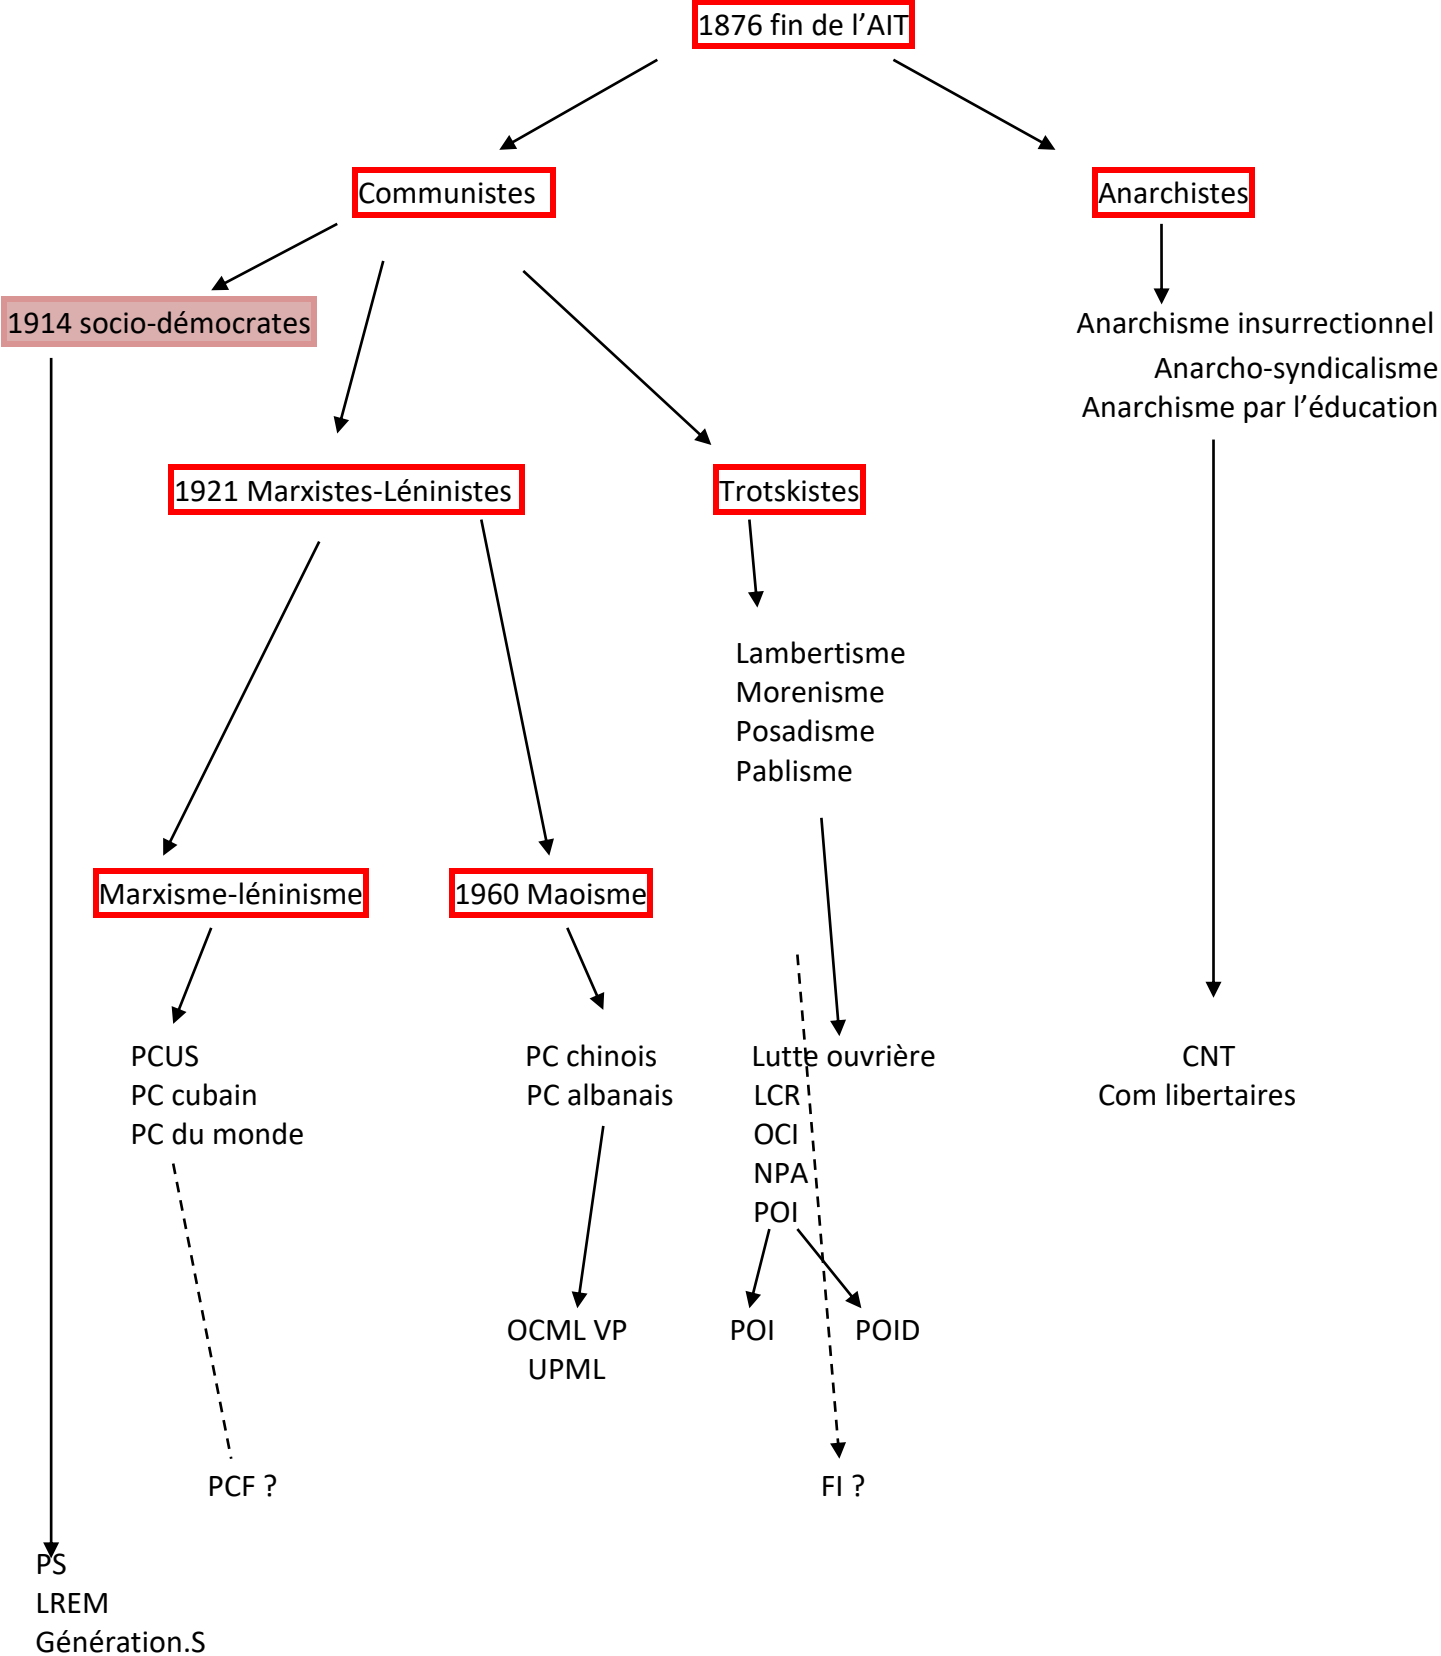 1876 fin de l’AIT
Communistes
Anarchistes
1914 socio-démocrates
Anarchisme insurrectionnel
Anarcho-syndicalisme
Anarchisme par l’éducation
1921 Marxistes-Léninistes
Trotskistes
Lambertisme
Morenisme
Posadisme
Pablisme
Marxisme-léninisme
1960 Maoisme
PCUS
PC cubain
PC du monde
PC chinois
PC albanais
Lutte ouvrière
LCR
OCI
NPA
POI
CNT
Com libertaires
OCML VP
UPML
POI
POID
PCF ?
FI ?
PS
LREM
Génération.S